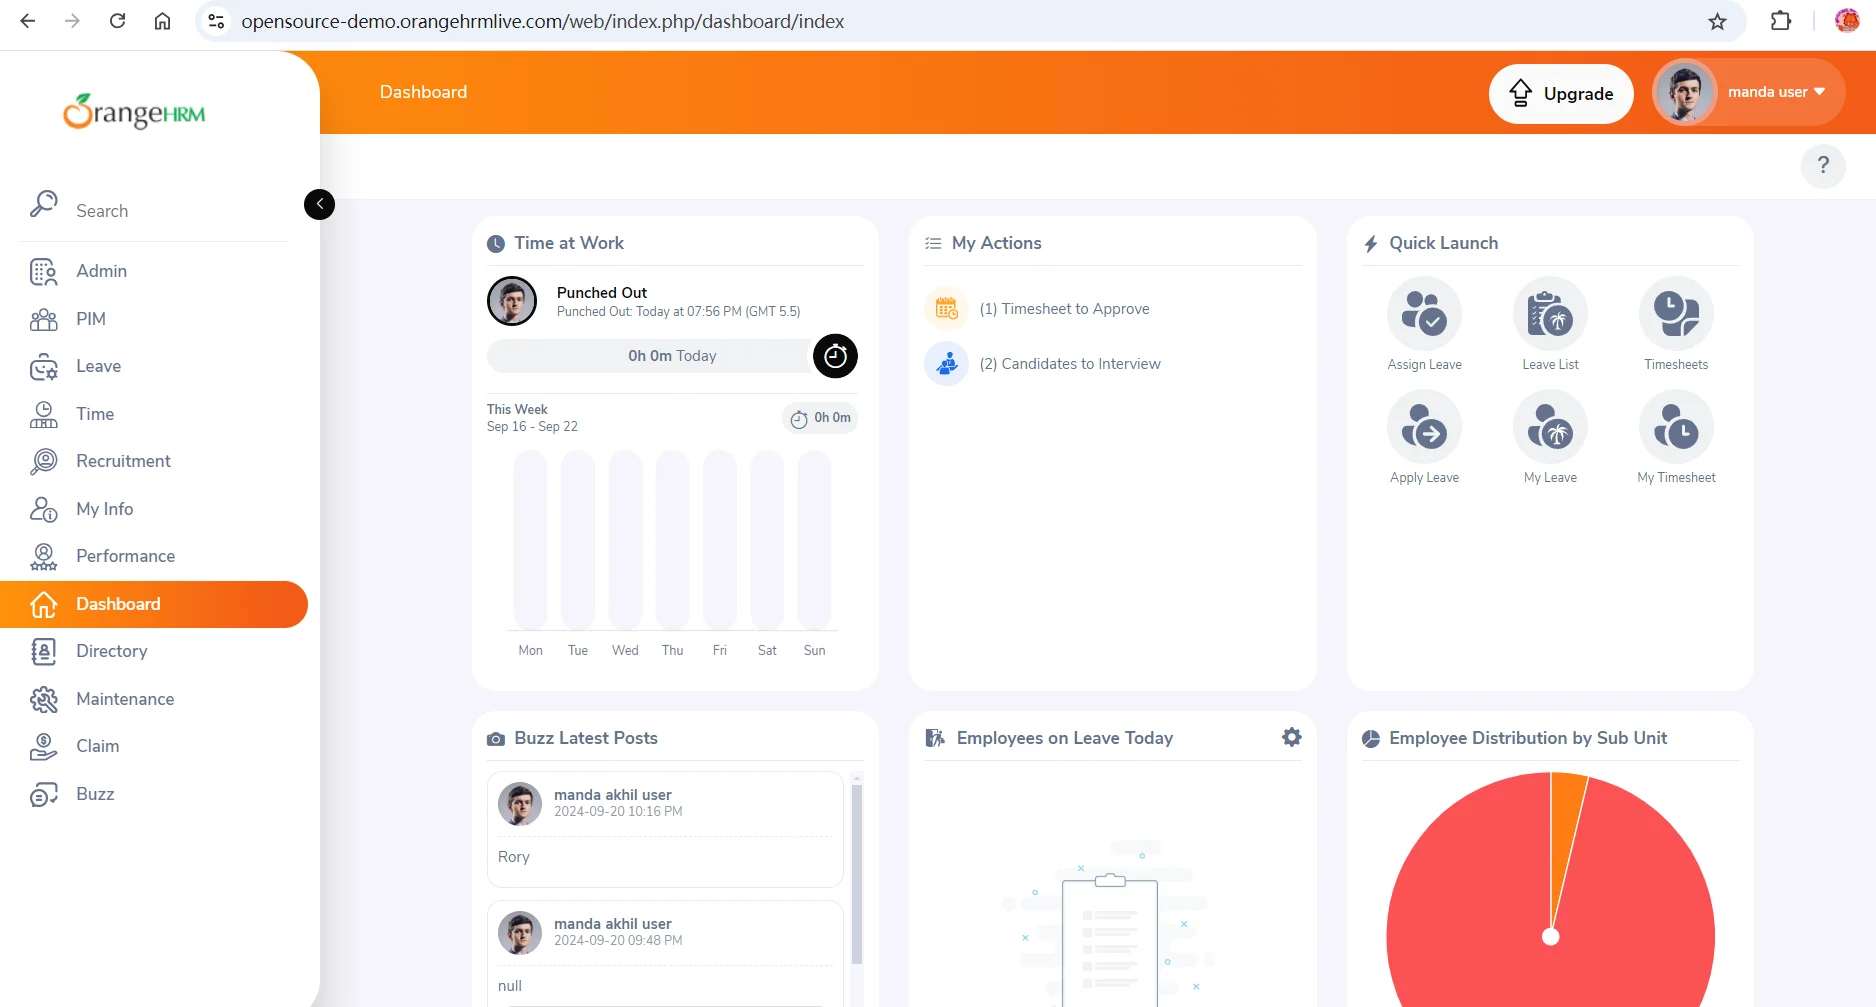 opensource-demo.orangehrmlive.com/web/index.php/dashboard/index
OrangeHRM
Dashboard
Upgrade
manda user
?
Search
Admin
PIM
Leave
Time
Recruitment
My Info
Performance
Dashboard
Directory
Maintenance
Claim
Buzz
Time at Work
Punched Out
Punched Out: Today at 07:56 PM (GMT 5.5)
0h 0m Today
This Week
Sep 16 - Sep 22
0h 0m
Mon Tue Wed Thu Fri Sat Sun
My Actions
(1) Timesheet to Approve
(2) Candidates to Interview
Quick Launch
Assign Leave Leave List Timesheets
Apply Leave My Leave My Timesheet
Buzz Latest Posts
manda akhil user
2024-09-20 10:16 PM
Rory
manda akhil user
2024-09-20 09:48 PM
null
Employees on Leave Today
Employee Distribution by Sub Unit